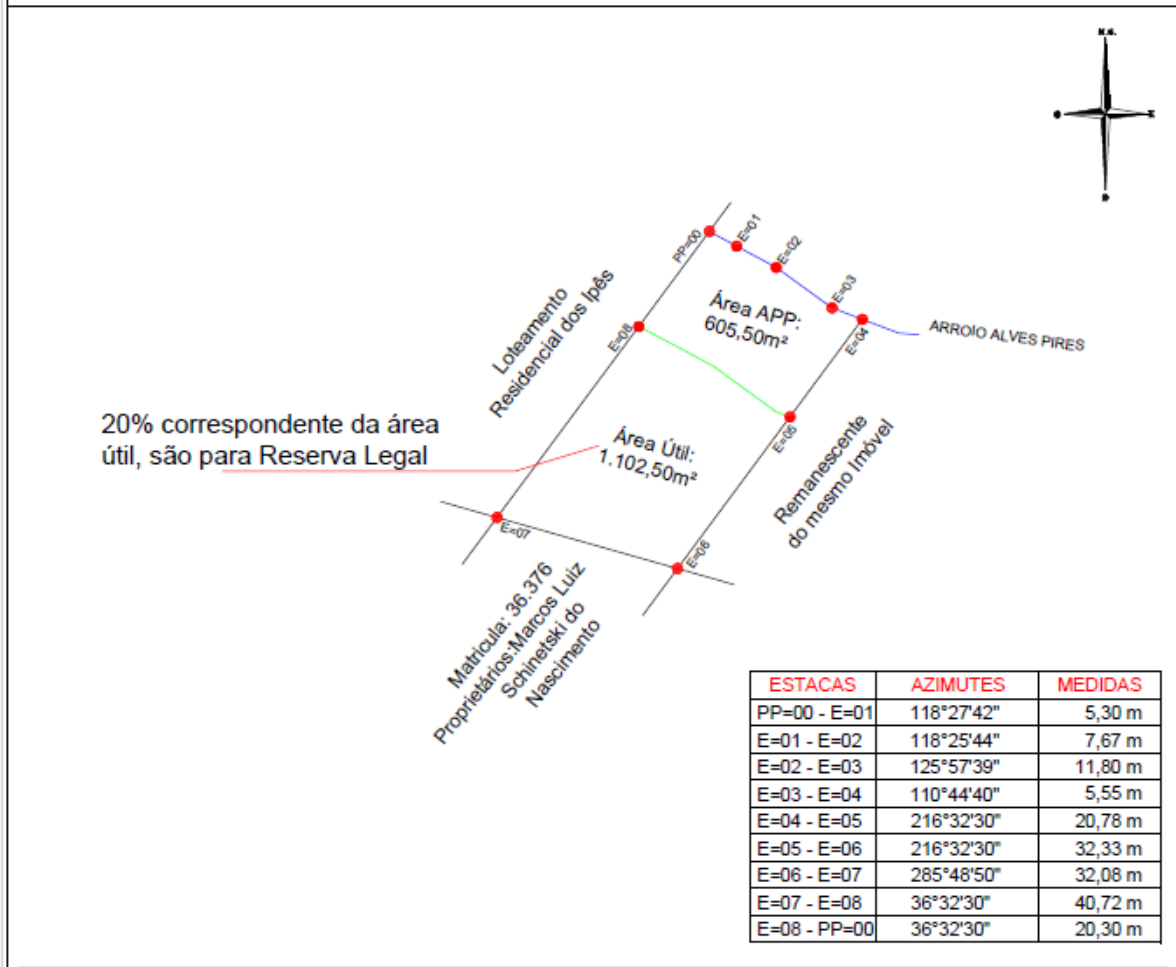 N.G.
O
E
PP=00
E=01
E=02
E=03
E=04
Área APP:
605,50m²
ARROIO ALVES PIRES
Loteamento
Residencial dos Ipês
E=08
E=05
20% correspondente da área
útil, são para Reserva Legal
Área Útil:
1.102,50m²
Remanescente
do mesmo Imóvel
E=07
E=06
Matricula: 36.376
Proprietários:Marcos Luiz
Schinetski do
Nascimento
ESTACAS AZIMUTES MEDIDAS
PP=00 - E=01 118°27'42" 5,30 m
E=01 - E=02 118°25'44" 7,67 m
E=02 - E=03 125°57'39" 11,80 m
E=03 - E=04 110°44'40" 5,55 m
E=04 - E=05 216°32'30" 20,78 m
E=05 - E=06 216°32'30" 32,33 m
E=06 - E=07 285°48'50" 32,08 m
E=07 - E=08 36°32'30" 40,72 m
E=08 - PP=00 36°32'30" 20,30 m